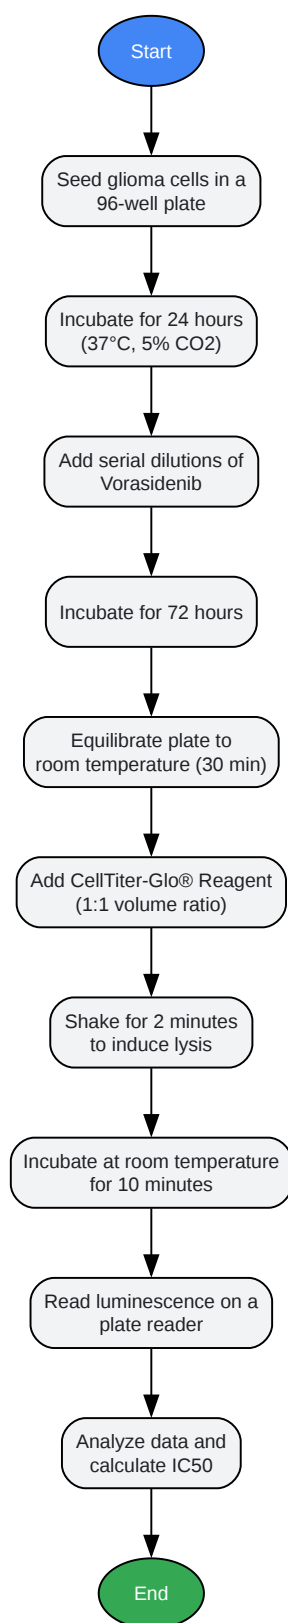 Start
Seed glioma cells in a
96-well plate
Incubate for 24 hours
(37°C, 5% CO2)
Add serial dilutions of
Vorasidenib
Incubate for 72 hours
Equilibrate plate to
room temperature (30 min)
Add CellTiter-Glo® Reagent
(1:1 volume ratio)
Shake for 2 minutes
to induce lysis
Incubate at room temperature
for 10 minutes
Read luminescence on a
plate reader
Analyze data and
calculate IC50
End